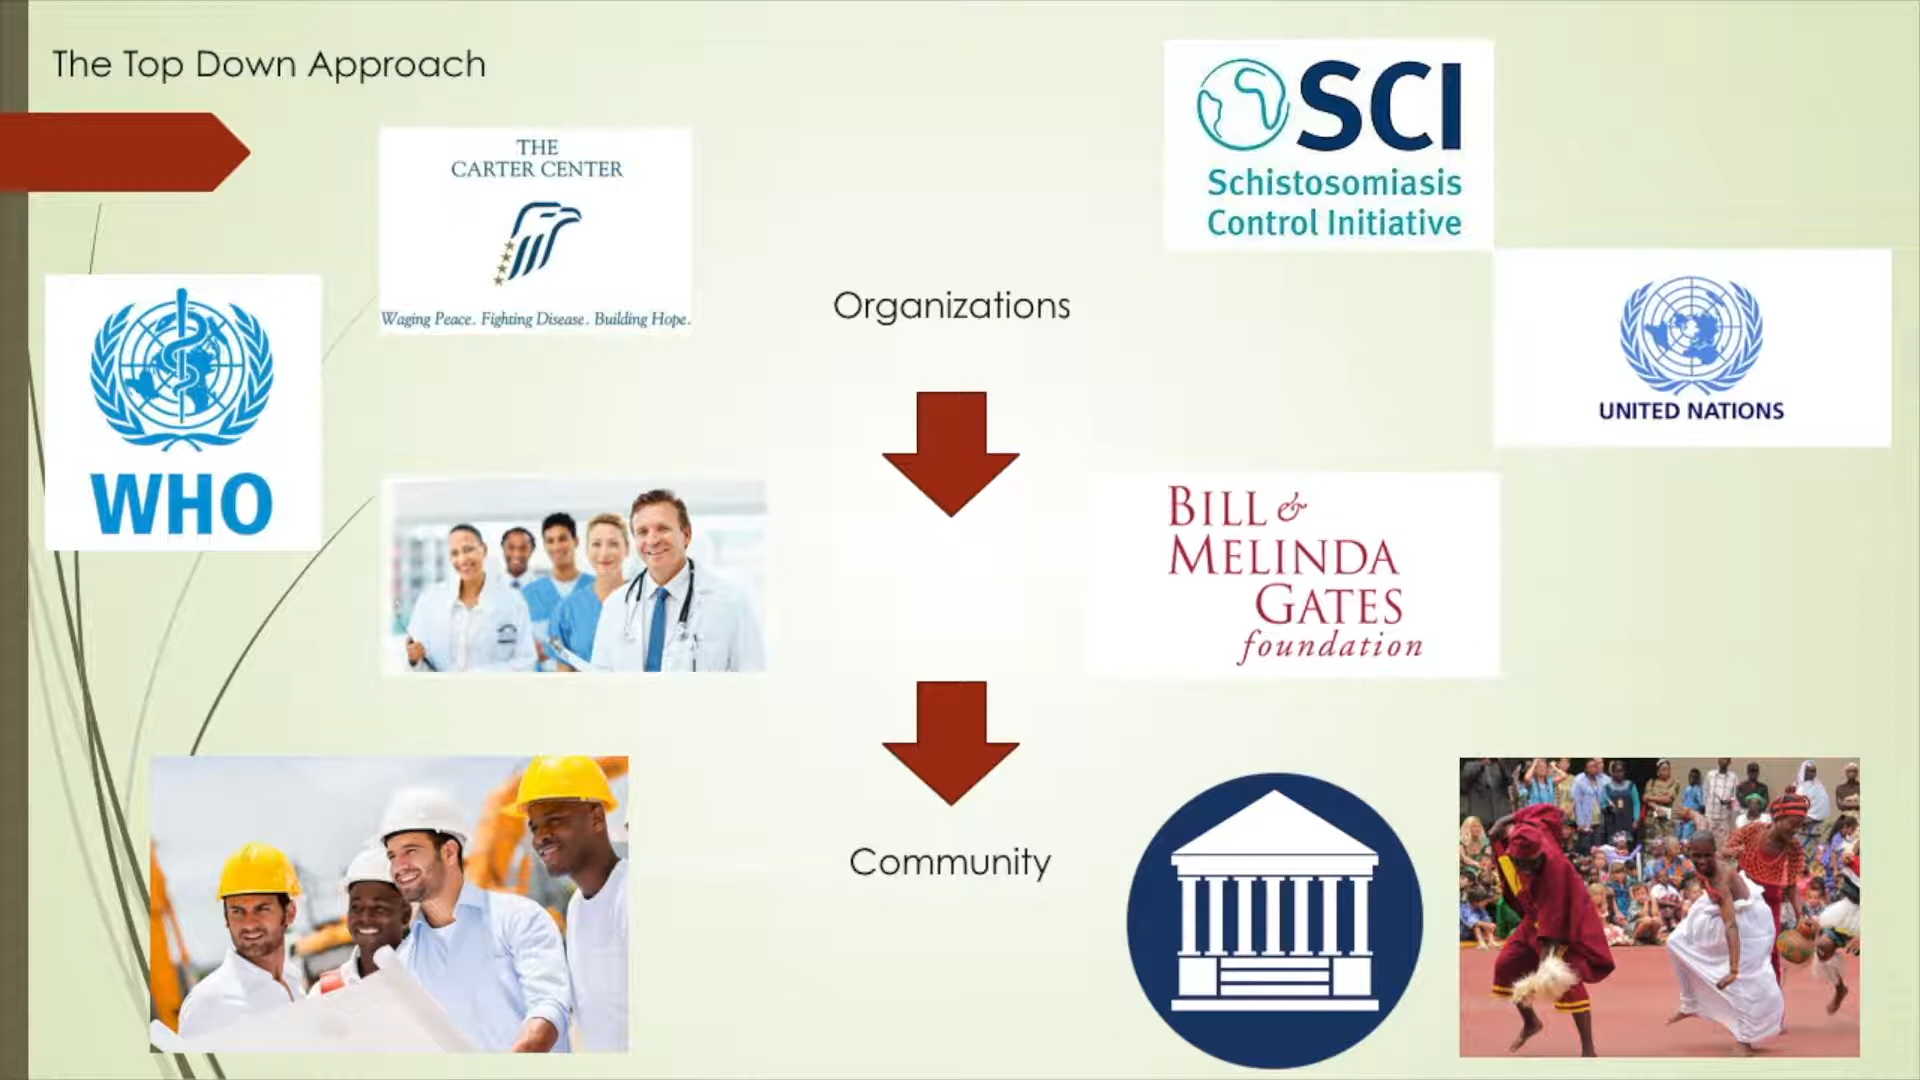 The Top Down Approach
THE
CARTER CENTER
Waging Peace. Fighting Disease. Building Hope.
SCI
Schistosomiasis
Control Initiative
WHO
Organizations
UNITED NATIONS
BILL &
MELINDA
GATES
foundation
Community